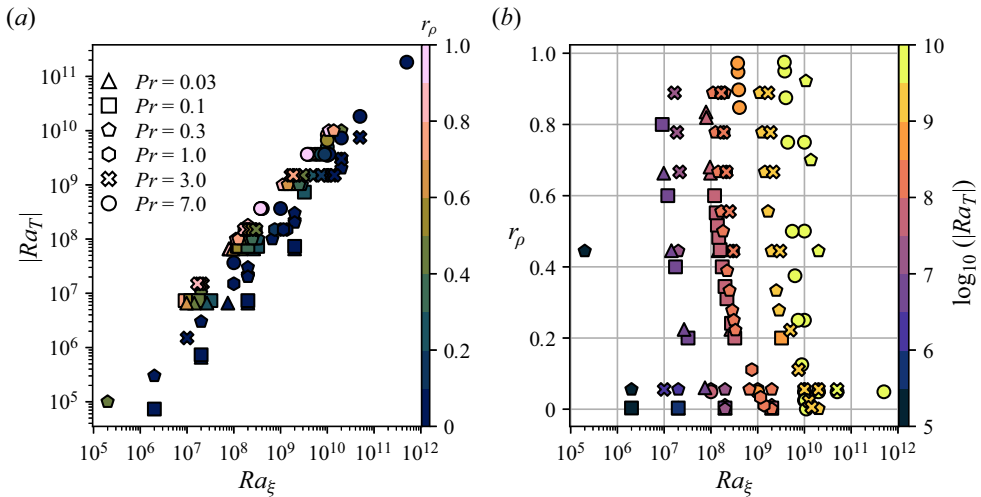 (a)
r_ρ
1.0
0.8
0.6
0.4
0.2
0
|Ra_T|
10^11
10^10
10^9
10^8
10^7
10^6
10^5
Pr = 0.03
Pr = 0.1
Pr = 0.3
Pr = 1.0
Pr = 3.0
Pr = 7.0
10^5 10^6 10^7 10^8 10^9 10^10 10^11 10^12
Ra_ξ
(b)
r_ρ
1.0
0.8
0.6
0.4
0.2
0
10^5 10^6 10^7 10^8 10^9 10^10 10^11 10^12
Ra_ξ
10
9
8
7
6
5
log_10 (|Ra_T|)